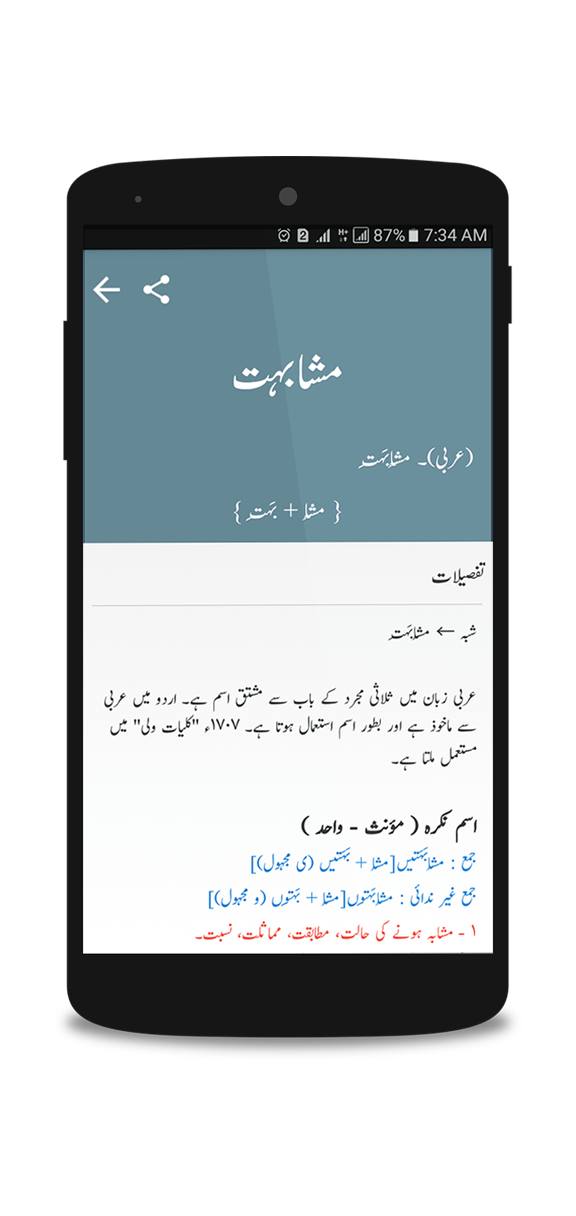 87% 7:34 AM
مشابہت
(عربی)۔ مشابَہَت
{ مشا + بَہَت }
تفصیلات
شبہ ← مشابَہَت
عربی زبان میں ثلاثی مجرد کے باب سے مشتق اسم ہے۔ اردو میں عربی
سے ماخوذ ہے اور بطور اسم استعمال ہوتا ہے۔ ١٧٠٧ء "کلیات ولی" میں
مستعمل ملتا ہے۔
اسم نکرہ ( مؤنث - واحد )
جمع : مشابَہَتیں[مشا + بَہَتیں (ی مجہول)]
جمع غیر ندائی : مشابَہَتوں[مشا + بَہَتوں (و مجہول)]
١ - مشابہ ہونے کی حالت، مطابقت، مماثلت، نسبت۔